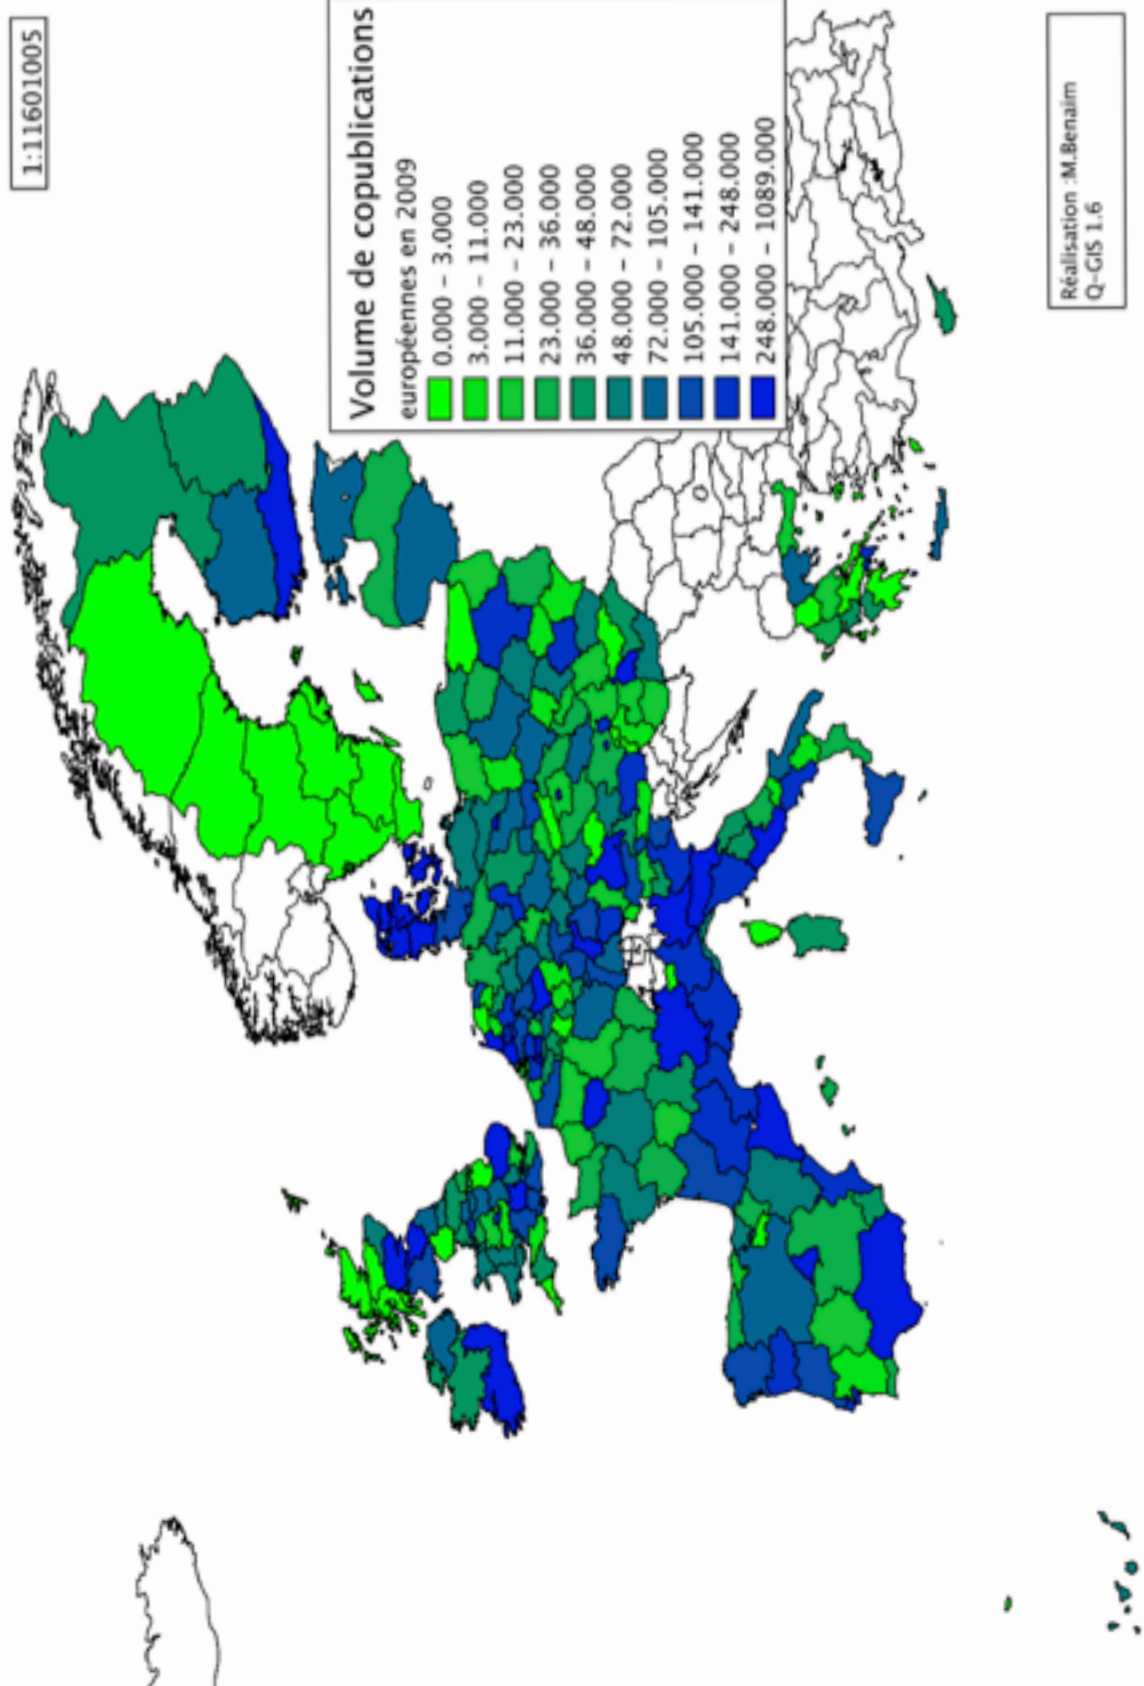 1:11601005
Volume de copublications
européennes en 2009
0.000 – 3.000
3.000 – 11.000
11.000 – 23.000
23.000 – 36.000
36.000 – 48.000
48.000 – 72.000
72.000 – 105.000
105.000 – 141.000
141.000 – 248.000
248.000 – 1089.000
Réalisation :M.Benaim
Q-GIS 1.6